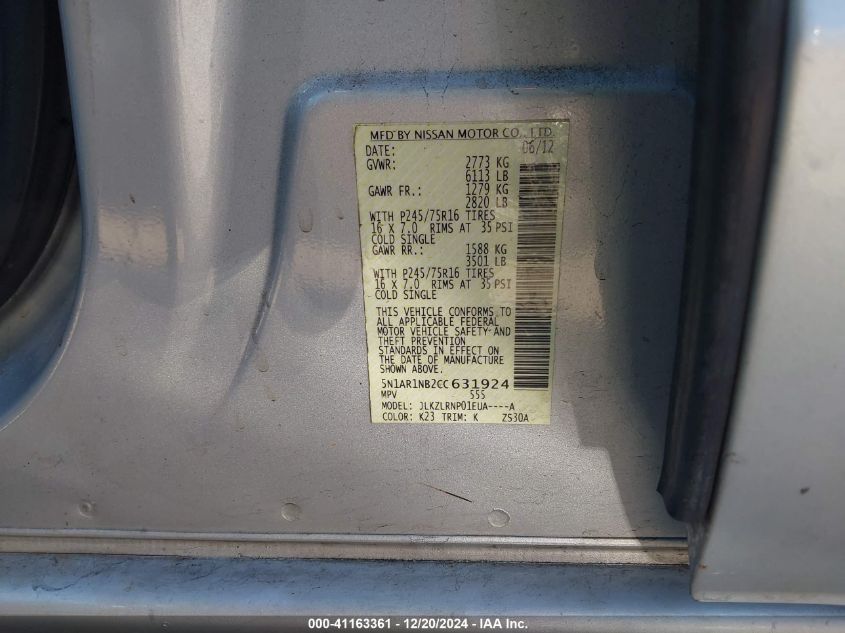 MFD BY NISSAN MOTOR CO., LTD.
DATE: 06/12
GVWR: 2773 KG
6113 LB
GAWR FR.: 1279 KG
2820 LB
WITH P245/75R16 TIRES
16 X 7.0 RIMS AT 35 PSI
COLD SINGLE
GAWR RR.: 1588 KG
3501 LB
WITH P245/75R16 TIRES
16 X 7.0 RIMS AT 35 PSI
COLD SINGLE
THIS VEHICLE CONFORMS TO
ALL APPLICABLE FEDERAL
MOTOR VEHICLE SAFETY AND
THEFT PREVENTION
STANDARDS IN EFFECT ON
THE DATE OF MANUFACTURE
SHOWN ABOVE.
5N1AR1NB2CC 631924
MPV 555
MODEL: JLKZLRNP01EUA----A
COLOR: K23 TRIM: K ZS30A
000-41163361 - 12/20/2024 - IAA Inc.